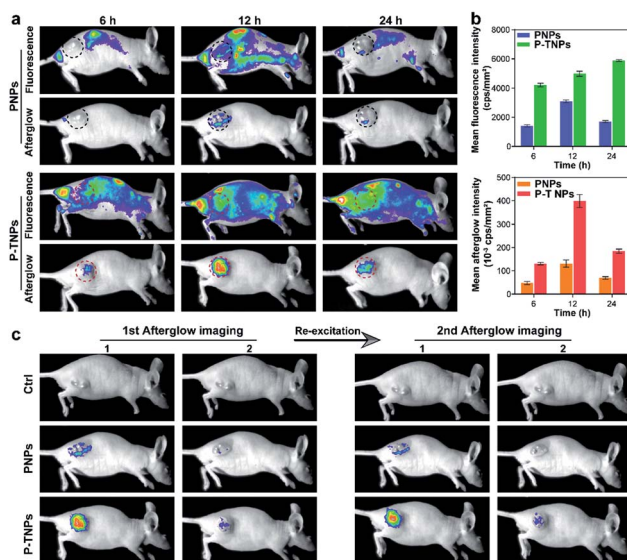 a
6 h
12 h
24 h
PNPs
Fluorescence
Afterglow
P-TNPs
Fluorescence
Afterglow
b
Mean fluorescence intensity
(cps/mm²)
8000
6000
4000
2000
0
PNPs
P-TNPs
6
12
24
Time (h)
Mean afterglow intensity
(10⁻³ cps/mm²)
500
400
300
200
100
0
PNPs
P-T NPs
6
12
24
Time (h)
c
1st Afterglow imaging
Re-excitation
2nd Afterglow imaging
1
2
1
2
Ctrl
PNPs
P-TNPs